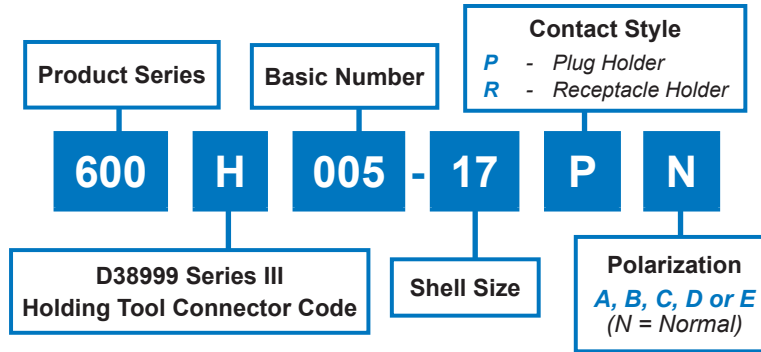 Contact Style
P - Plug Holder
R - Receptacle Holder
Product Series
Basic Number
600 H 005 - 17 P N
D38999 Series III
Holding Tool Connector Code
Shell Size
Polarization
A, B, C, D or E
(N = Normal)